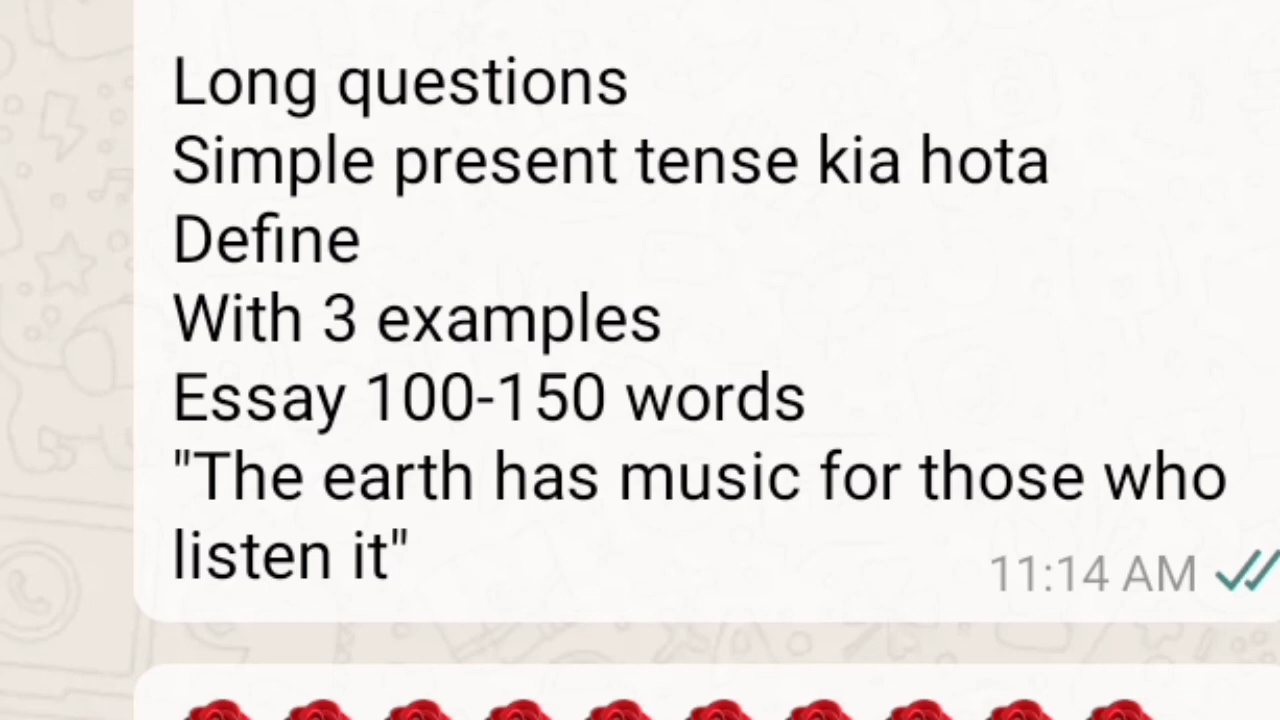 Long questions
Simple present tense kia hota
Define
With 3 examples
Essay 100-150 words
"The earth has music for those who
listen it"
11:14 AM